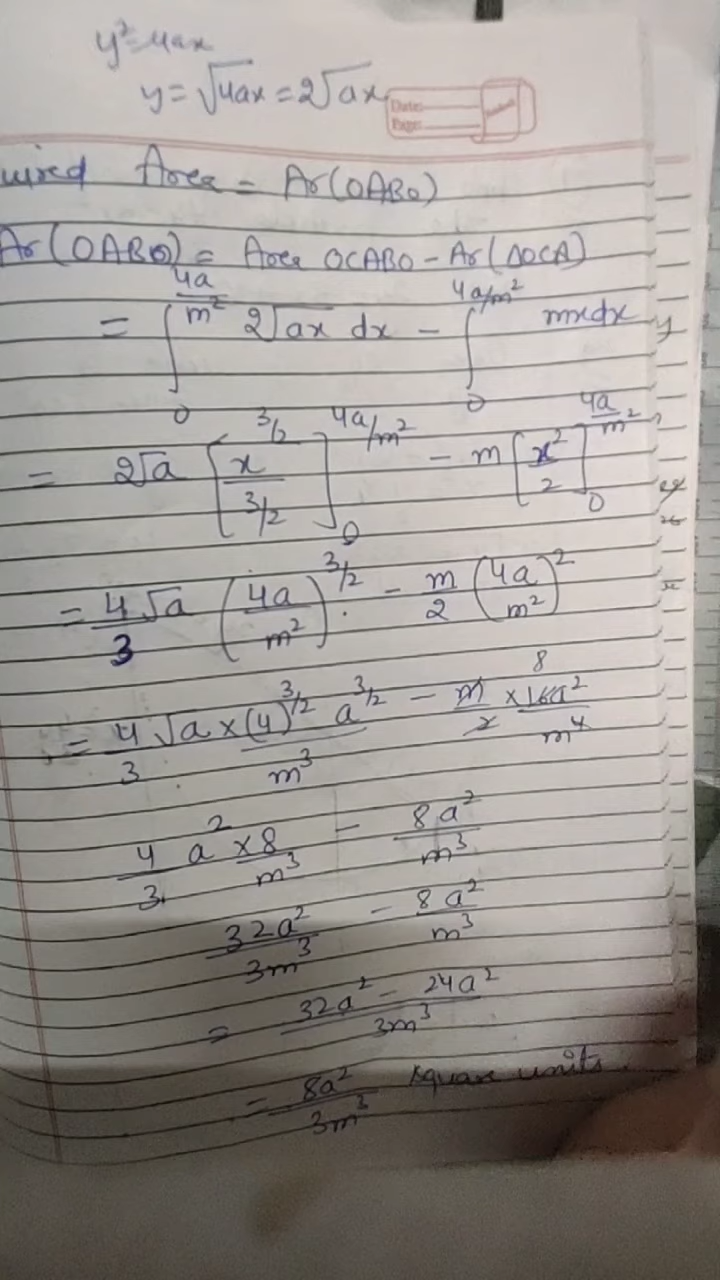 y² = 4ax
y = √4ax = 2√ax
Date:
Page:
uired Area = Ar(OABO)
Ar(OABO) = Area OCABO - Ar(ΔOCA)
= ∫₀^(4a/m²) 2√ax dx - ∫₀^(4a/m²) mxdx
= 2√a [x^(3/2) / (3/2)]₀^(4a/m²) - m [x²/2]₀^(4a/m²)
= 4/3 √a (4a/m²)^(3/2) - m/2 (4a/m²)²
= 4/3 √a × (4)^(3/2) a^(3/2) / m³ - m/2 × 16a²/m⁴ 8
4/3 a² × 8/m³ - 8a²/m³
32a²/3m³ - 8a²/m³
= (32a² - 24a²)/3m³
= 8a²/3m³ square units.